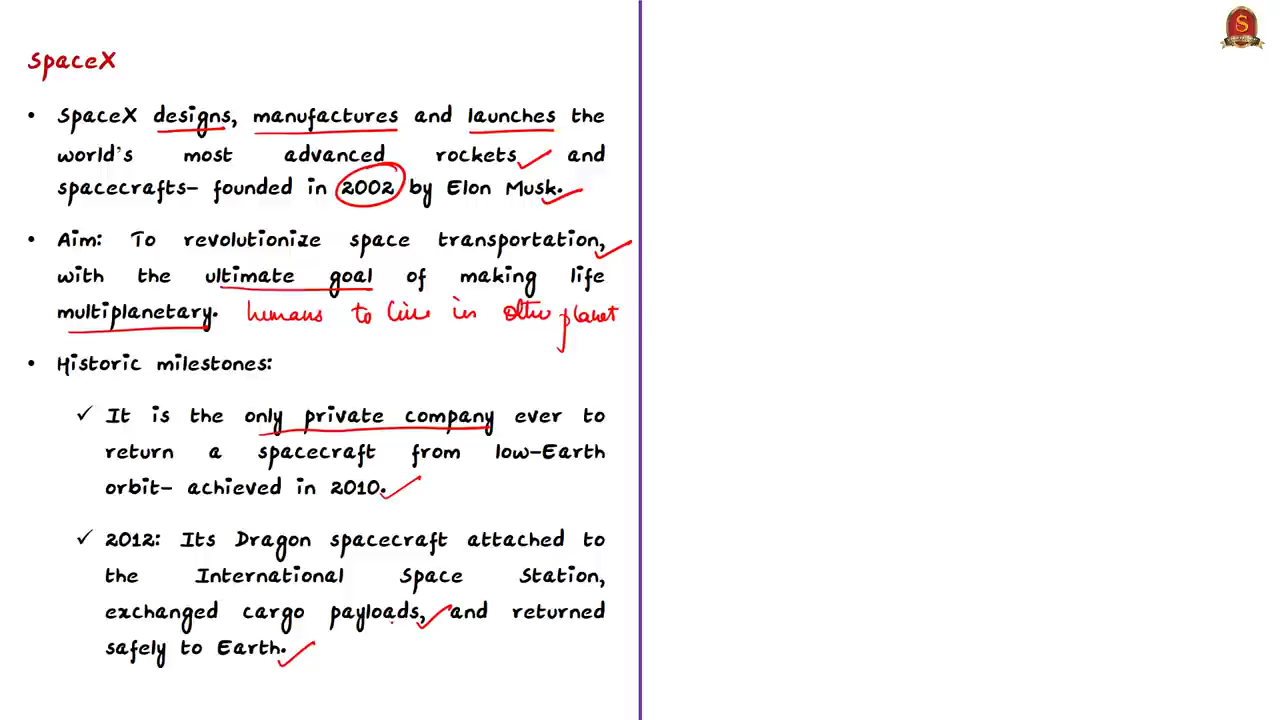 SpaceX
• SpaceX designs, manufactures and launches the
world's most advanced rockets and
spacecrafts- founded in 2002 by Elon Musk.
• Aim: To revolutionize space transportation,
with the ultimate goal of making life
multiplanetary. humans to live in other planet
• Historic milestones:
✓ It is the only private company ever to
return a spacecraft from low-Earth
orbit- achieved in 2010.
✓ 2012: Its Dragon spacecraft attached to
the International Space Station,
exchanged cargo payloads, and returned
safely to Earth.
S